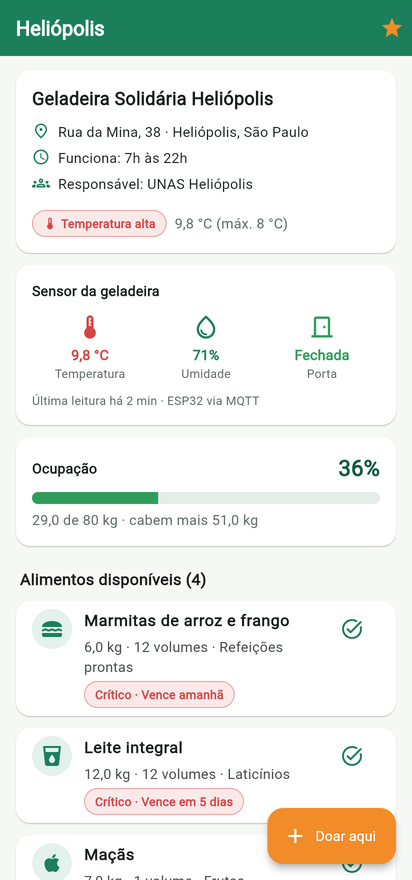 Heliópolis
Geladeira Solidária Heliópolis
Rua da Mina, 38 · Heliópolis, São Paulo
Funciona: 7h às 22h
Responsável: UNAS Heliópolis
Temperatura alta 9,8 °C (máx. 8 °C)
Sensor da geladeira
9,8 °C 71% Fechada
Temperatura Umidade Porta
Última leitura há 2 min · ESP32 via MQTT
Ocupação 36%
29,0 de 80 kg · cabem mais 51,0 kg
Alimentos disponíveis (4)
Marmitas de arroz e frango
6,0 kg · 12 volumes · Refeições
prontas
Crítico · Vence amanhã
Leite integral
12,0 kg · 12 volumes · Laticínios
Crítico · Vence em 5 dias
Doar aqui
Maçãs